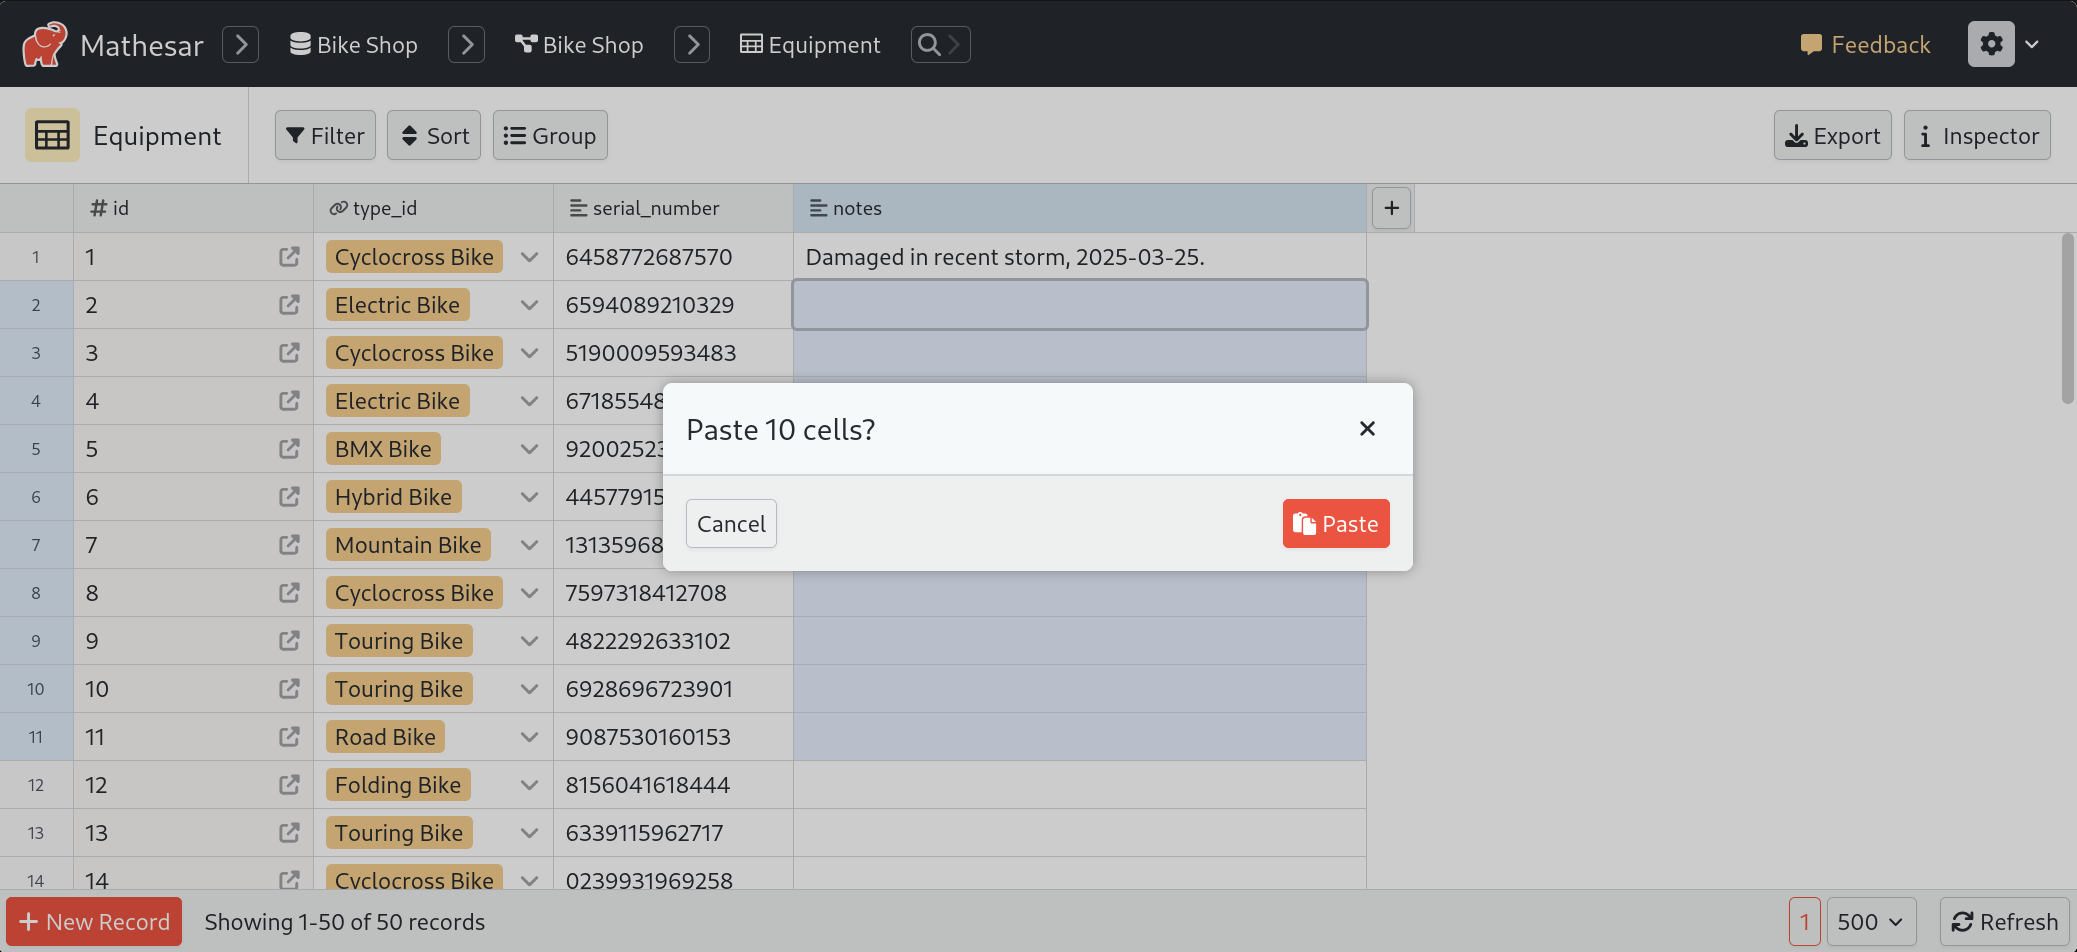 Mathesar Bike Shop Bike Shop Equipment Feedback
Equipment Filter Sort Group Export Inspector
id type_id serial_number notes +
1 1 Cyclocross Bike 6458772687570 Damaged in recent storm, 2025-03-25.
2 2 Electric Bike 6594089210329
3 3 Cyclocross Bike 5190009593483
4 4 Electric Bike 67185548
Paste 10 cells?
5 5 BMX Bike 9200252
6 6 Hybrid Bike 44577915
Cancel Paste
7 7 Mountain Bike 13135968
8 8 Cyclocross Bike 7597318412708
9 9 Touring Bike 4822292633102
10 10 Touring Bike 6928696723901
11 11 Road Bike 9087530160153
12 12 Folding Bike 8156041618444
13 13 Touring Bike 6339115962717
14 14 Cyclocross Bike 0239931969258
+ New Record Showing 1-50 of 50 records 1 500 Refresh